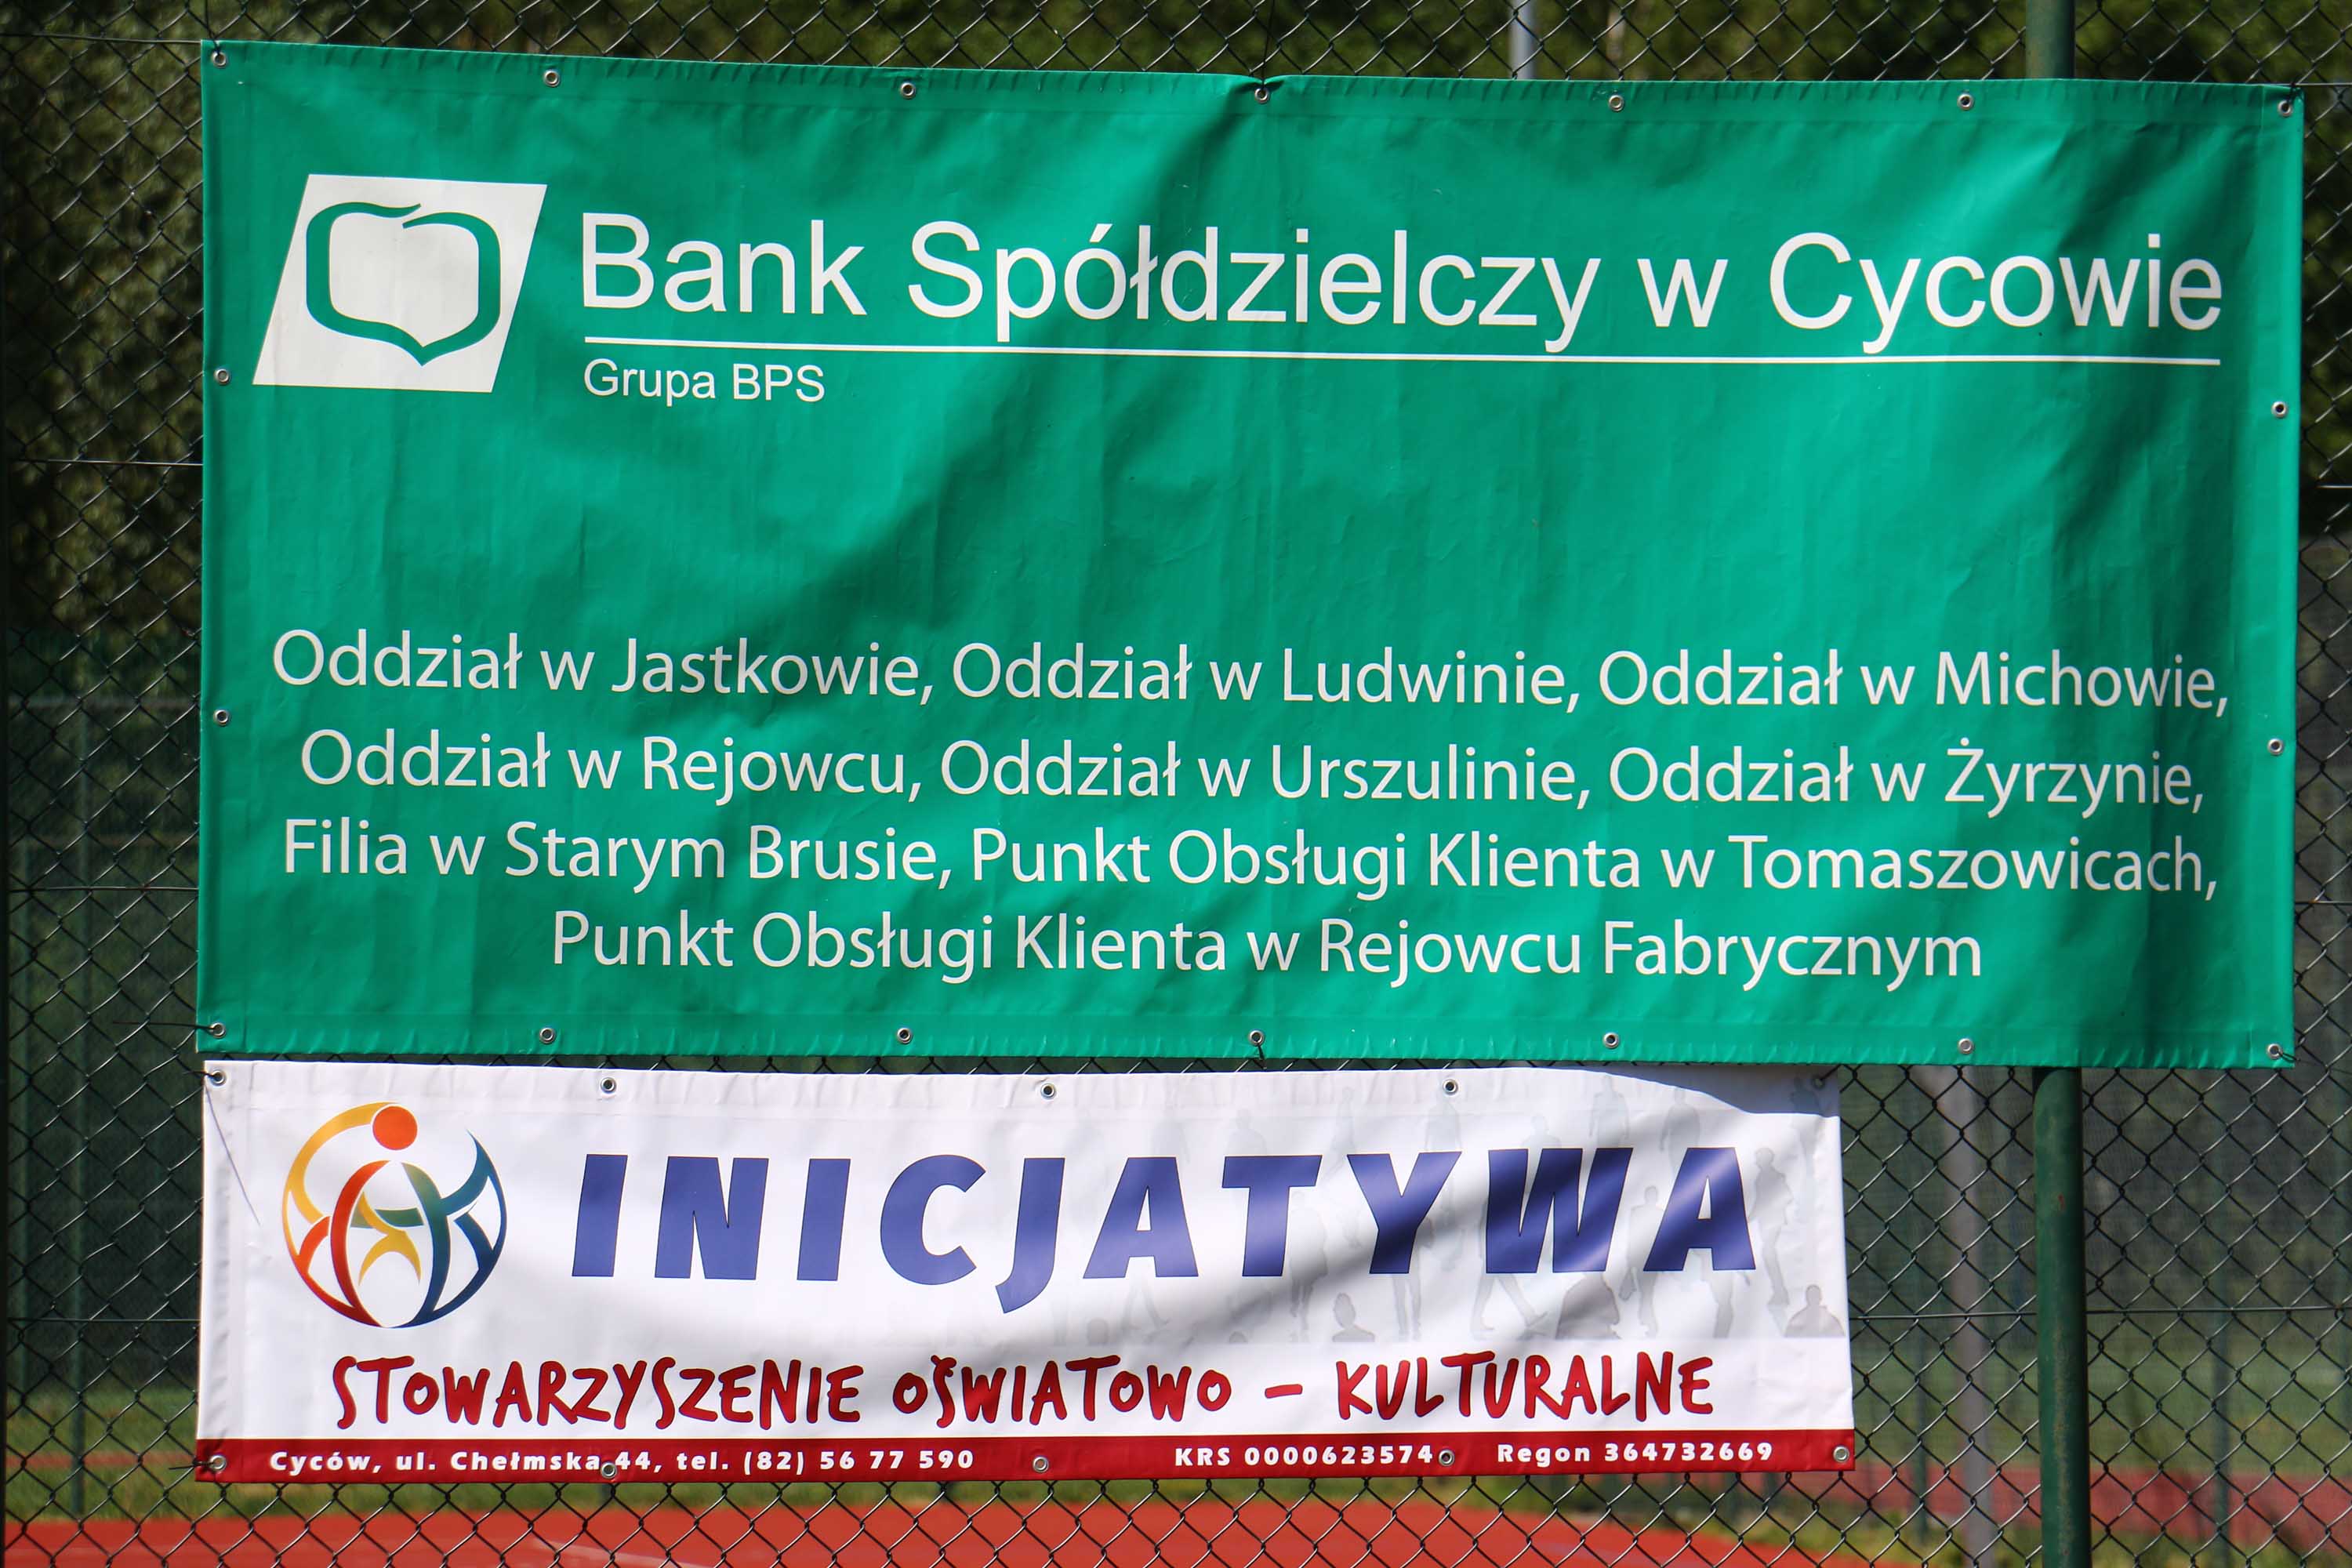 Bank Spółdzielczy w Cycowie
Grupa BPS
Oddział w Jastkowie, Oddział w Ludwinie, Oddział w Michowie,
Oddział w Rejowcu, Oddział w Urszulinie, Oddział w Żyrzynie,
Filia w Starym Brusie, Punkt Obsługi Klienta w Tomaszowicach,
Punkt Obsługi Klienta w Rejowcu Fabrycznym
INICJATYWA
STOWARZYSZENIE OŚWIATOWO – KULTURALNE
Cyców, ul. Chełmska 44, tel. (82) 56 77 590 KRS 0000623574 Regon 364732669